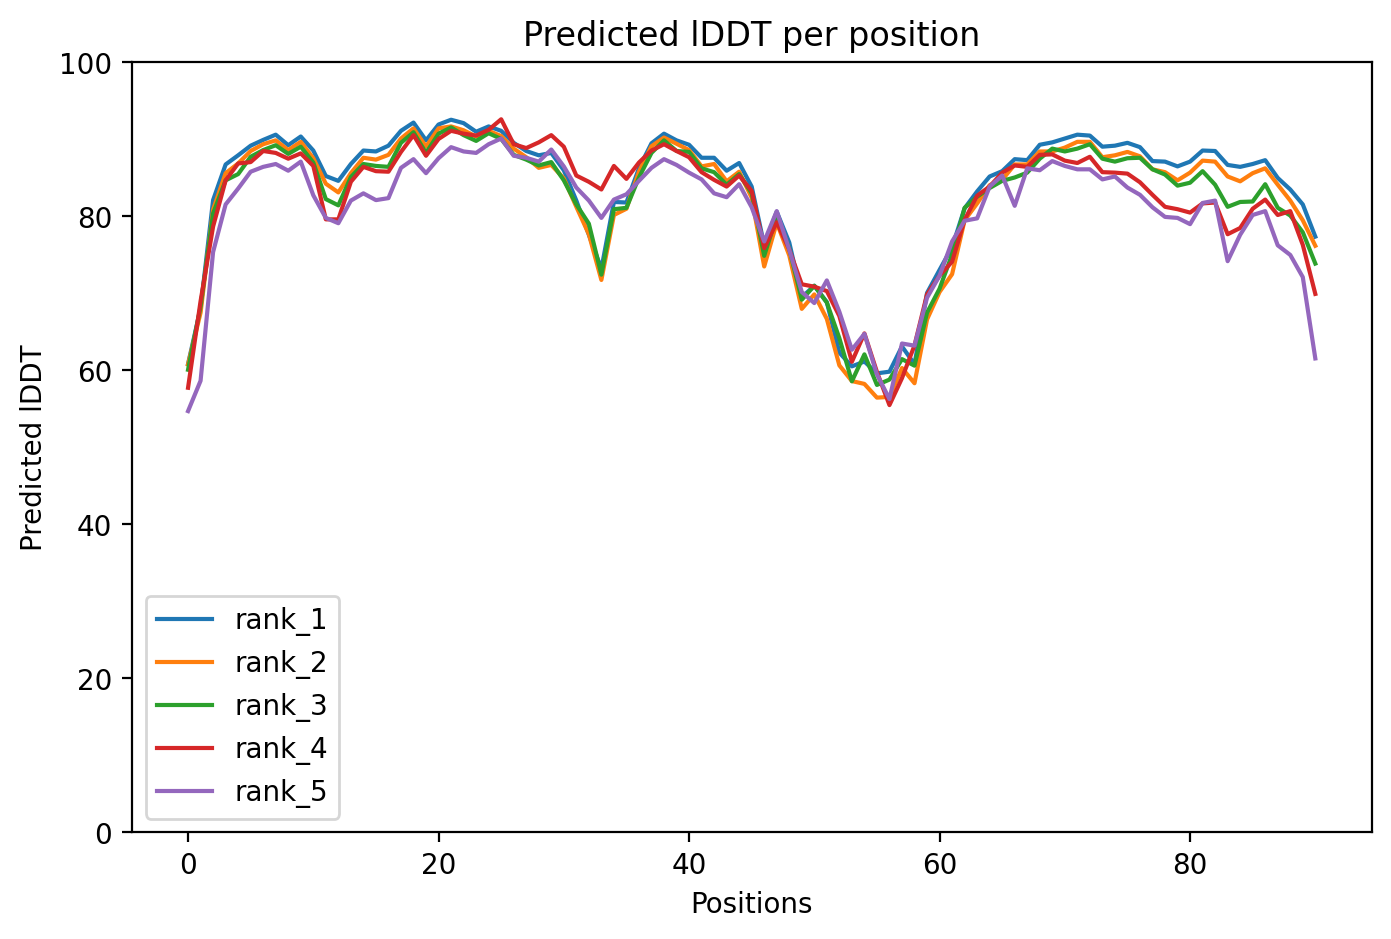 Predicted lDDT per position
100
80
60
40
20
0
Predicted lDDT
rank_1
rank_2
rank_3
rank_4
rank_5
0 20 40 60 80
Positions